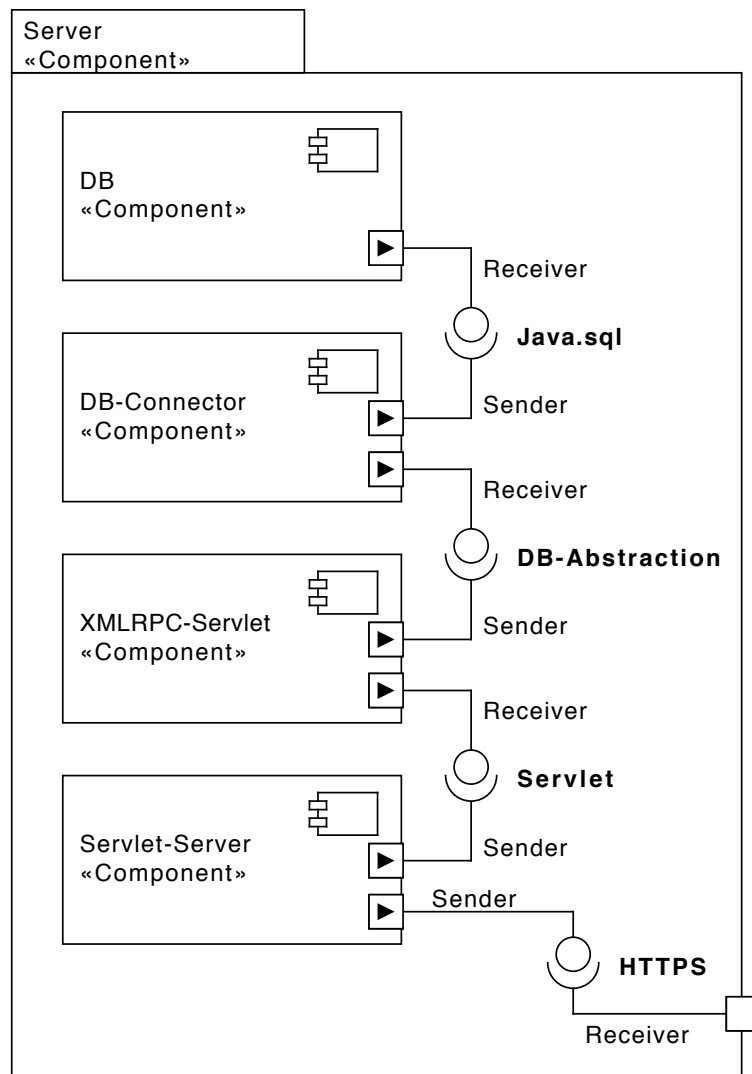 Server
«Component»
DB
«Component»
Receiver
Java.sql
Sender
DB-Connector
«Component»
Receiver
DB-Abstraction
Sender
XMLRPC-Servlet
«Component»
Receiver
Servlet
Sender
Servlet-Server
«Component»
Sender
HTTPS
Receiver